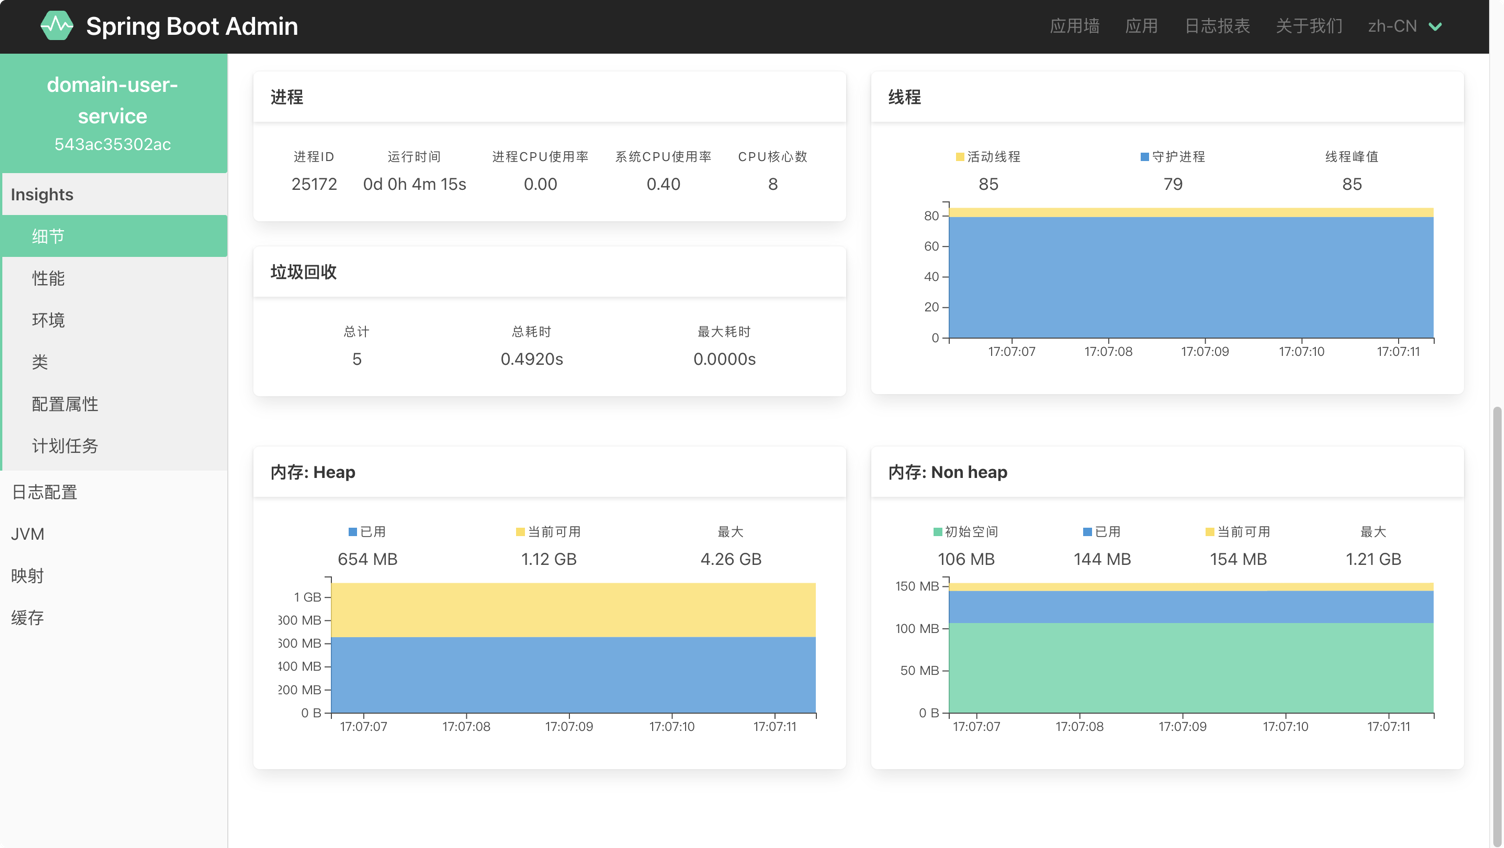 Spring Boot Admin
应用墙 应用 日志报表 关于我们 zh-CN
domain-user-
service
543ac35302ac
Insights
细节
性能
环境
类
配置属性
计划任务
日志配置
JVM
映射
缓存
进程
进程ID 运行时间 进程CPU使用率 系统CPU使用率 CPU核心数
25172 0d 0h 4m 15s 0.00 0.40 8
垃圾回收
总计 总耗时 最大耗时
5 0.4920s 0.0000s
线程
活动线程 守护进程 线程峰值
85 79 85
80
60
40
20
0
17:07:07 17:07:08 17:07:09 17:07:10 17:07:11
内存: Heap
已用 当前可用 最大
654 MB 1.12 GB 4.26 GB
1 GB
800 MB
600 MB
400 MB
200 MB
0 B
17:07:07 17:07:08 17:07:09 17:07:10 17:07:11
内存: Non heap
初始空间 已用 当前可用 最大
106 MB 144 MB 154 MB 1.21 GB
150 MB
100 MB
50 MB
0 B
17:07:07 17:07:08 17:07:09 17:07:10 17:07:11